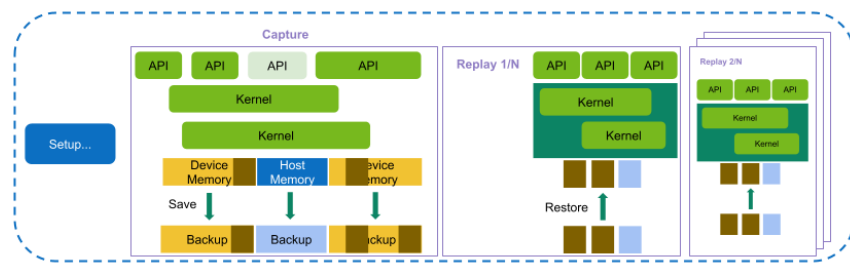 Capture
API
API
API
API
Kernel
Kernel
Setup...
Device
Memory
Host
Memory
Device
Memory
Save
Backup
Backup
Backup
Replay 1/N
API
API
API
Kernel
Kernel
Restore
Replay 2/N
API
API
API
Kernel
Kernel